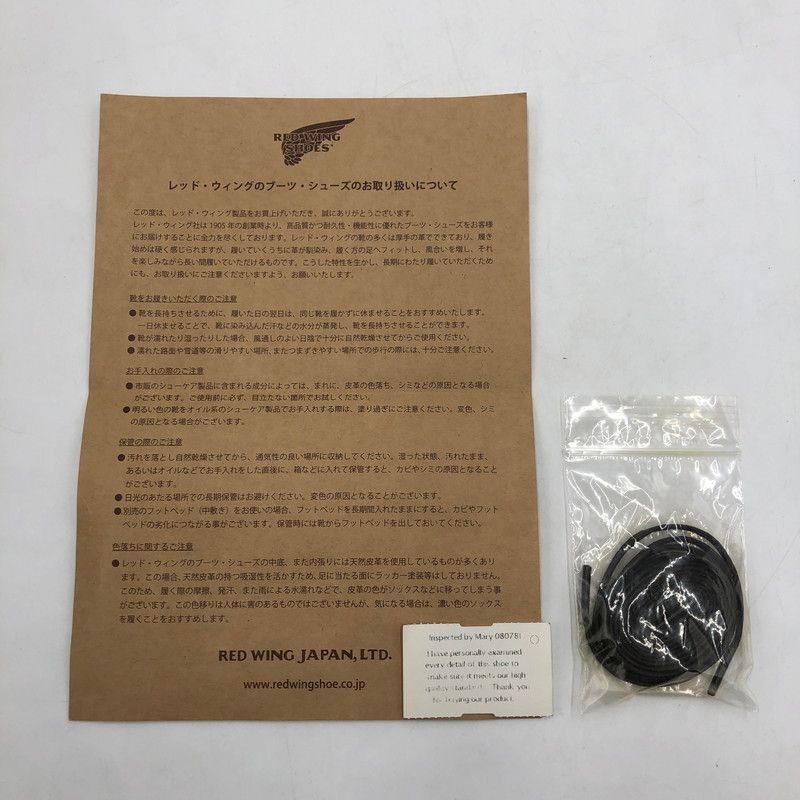 RED WING
SHOES
レッド・ウィングのブーツ・シューズのお取り扱いについて
この度は、レッド・ウィング製品をお買上げいただき、誠にありがとうございます。
レッド・ウィング社は 1905 年の創業時より、高品質かつ耐久性・機能性に優れたブーツ・シューズをお客様
にお届けすることに全力を尽くしております。レッド・ウィングの靴の多くは厚手の革でできており、履き
始めは硬く感じられますが、履いていくうちに革が馴染み、履く方の足へフィットし、風合いを増し、それ
を楽しみながら長い間履いていただけるものです。こうした特性を生かし、長期にわたり履いていただくため
にも、お取り扱いにご注意くださいますよう、お願いいたします。
靴をお履きいただく際のご注意
●靴を長持ちさせるために、履いた日の翌日は、同じ靴を履かずに休ませることをおすすめいたします。
一日休ませることで、靴に染み込んだ汗などの水分が蒸発し、靴を長持ちさせることができます。
●靴が濡れたり湿ったりした場合、風通しのよい日陰で十分に自然乾燥させてからご使用ください。
●濡れた路面や雪道等の滑りやすい場所、またつまずきやすい場所での歩行の際には、十分ご注意ください。
お手入れの際のご注意
●市販のシューケア製品に含まれる成分によっては、まれに、皮革の色落ち、シミなどの原因となる場合
がございます。ご使用前に必ず、目立たない箇所でお試しください。
●明るい色の靴をオイル系のシューケア製品でお手入れする際は、塗り過ぎにご注意ください。変色、シミ
の原因となる場合がございます。
保管の際のご注意
●汚れを落とし自然乾燥させてから、通気性の良い場所に収納してください。湿った状態、汚れたまま、
あるいはオイルなどでお手入れをした直後に、箱などに入れて保管すると、カビやシミの原因となること
がございます。
●日光のあたる場所での長期保管はお避けください。変色の原因となることがございます。
●別売のフットベッド（中敷き）をお使いの場合、フットベッドを長期間入れたままにすると、カビやフット
ベッドの劣化につながる事がございます。保管時には靴からフットベッドを出しておいてください。
色落ちに関するご注意
●レッド・ウィングのブーツ・シューズの中底、また内張りには天然皮革を使用しているものが多くあり
ます。この場合、天然皮革の持つ吸湿性を活かすため、足に当たる面にラッカー塗装等はしておりません。
このため、履く際の摩擦、発汗、また雨による水濡れなどで、皮革の色がソックスなどに移ってしまう事
がございます。この色移りは人体に害のあるものではございませんが、気になる場合は、濃い色のソックス
を履くことをおすすめします。
RED WING JAPAN, LTD.
www.redwingshoe.co.jp
Inspected by Mary 080781
I have personally examined
every detail of this shoe to
make sure it meets our high
quality standards. Thank you
for buying our product.